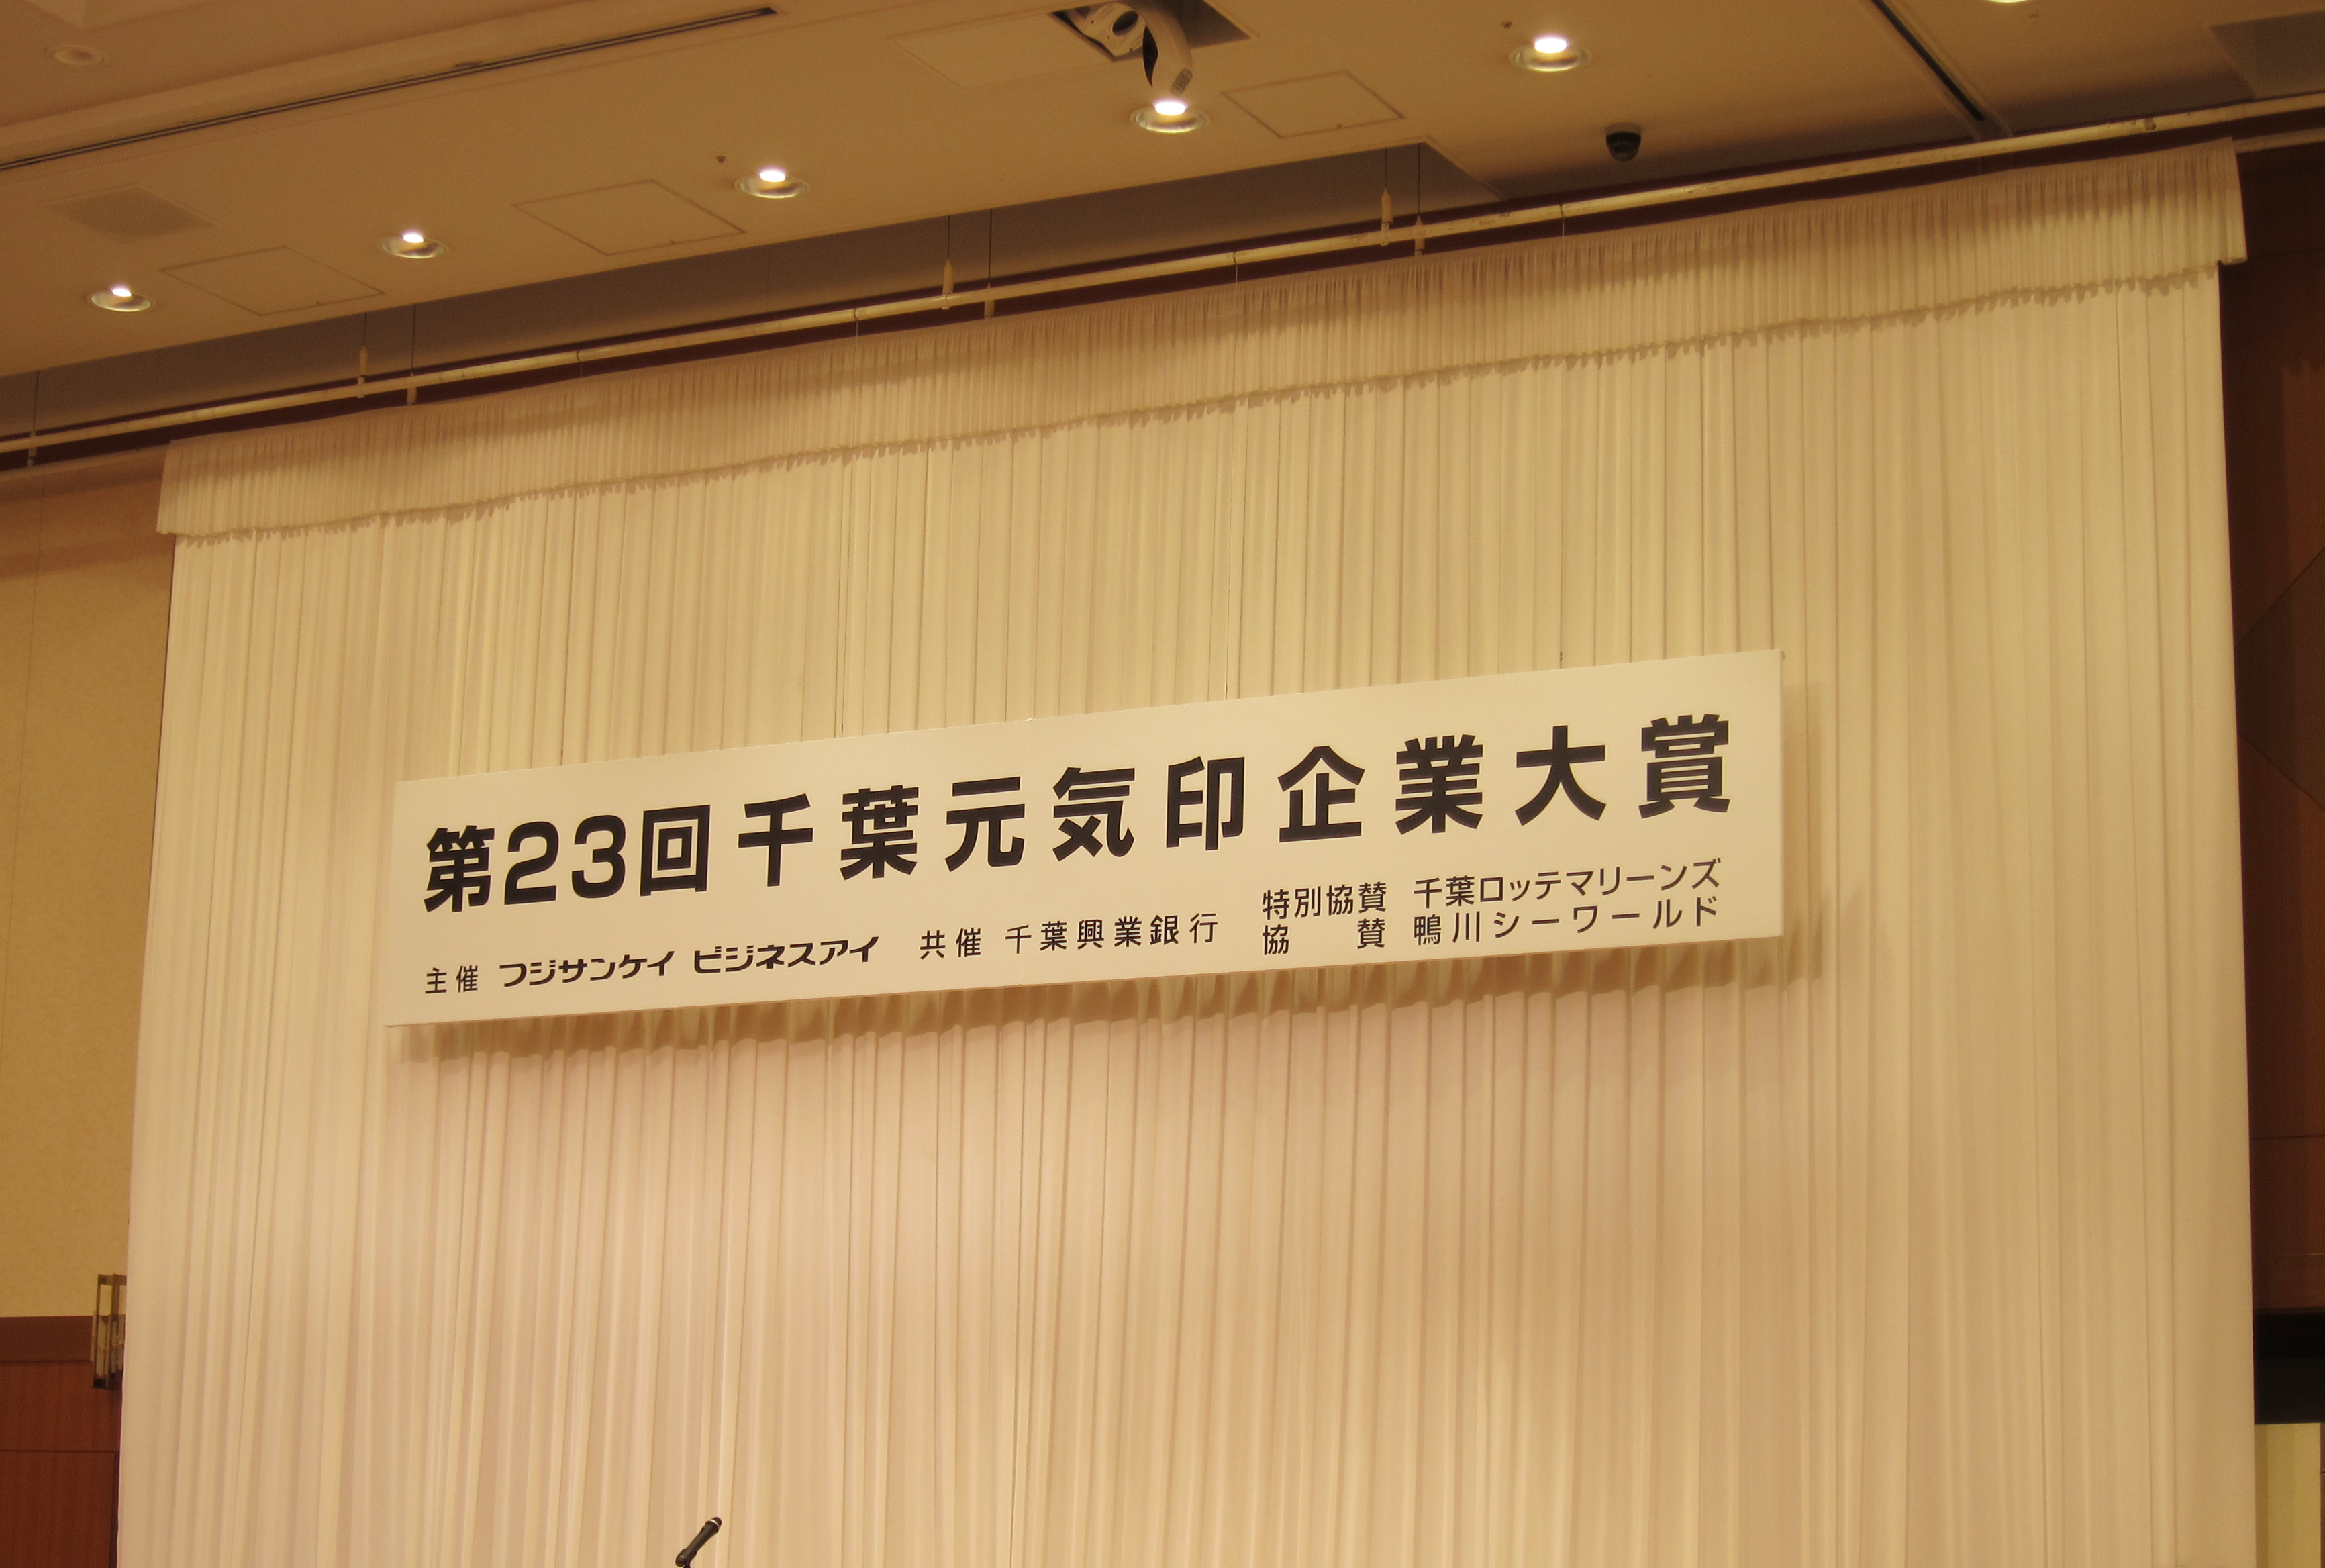 第23回千葉元気印企業大賞
主催 フジサンケイ ビジネスアイ 共催 千葉興業銀行
特別協賛 千葉ロッテマリーンズ
協賛 鴨川シーワールド